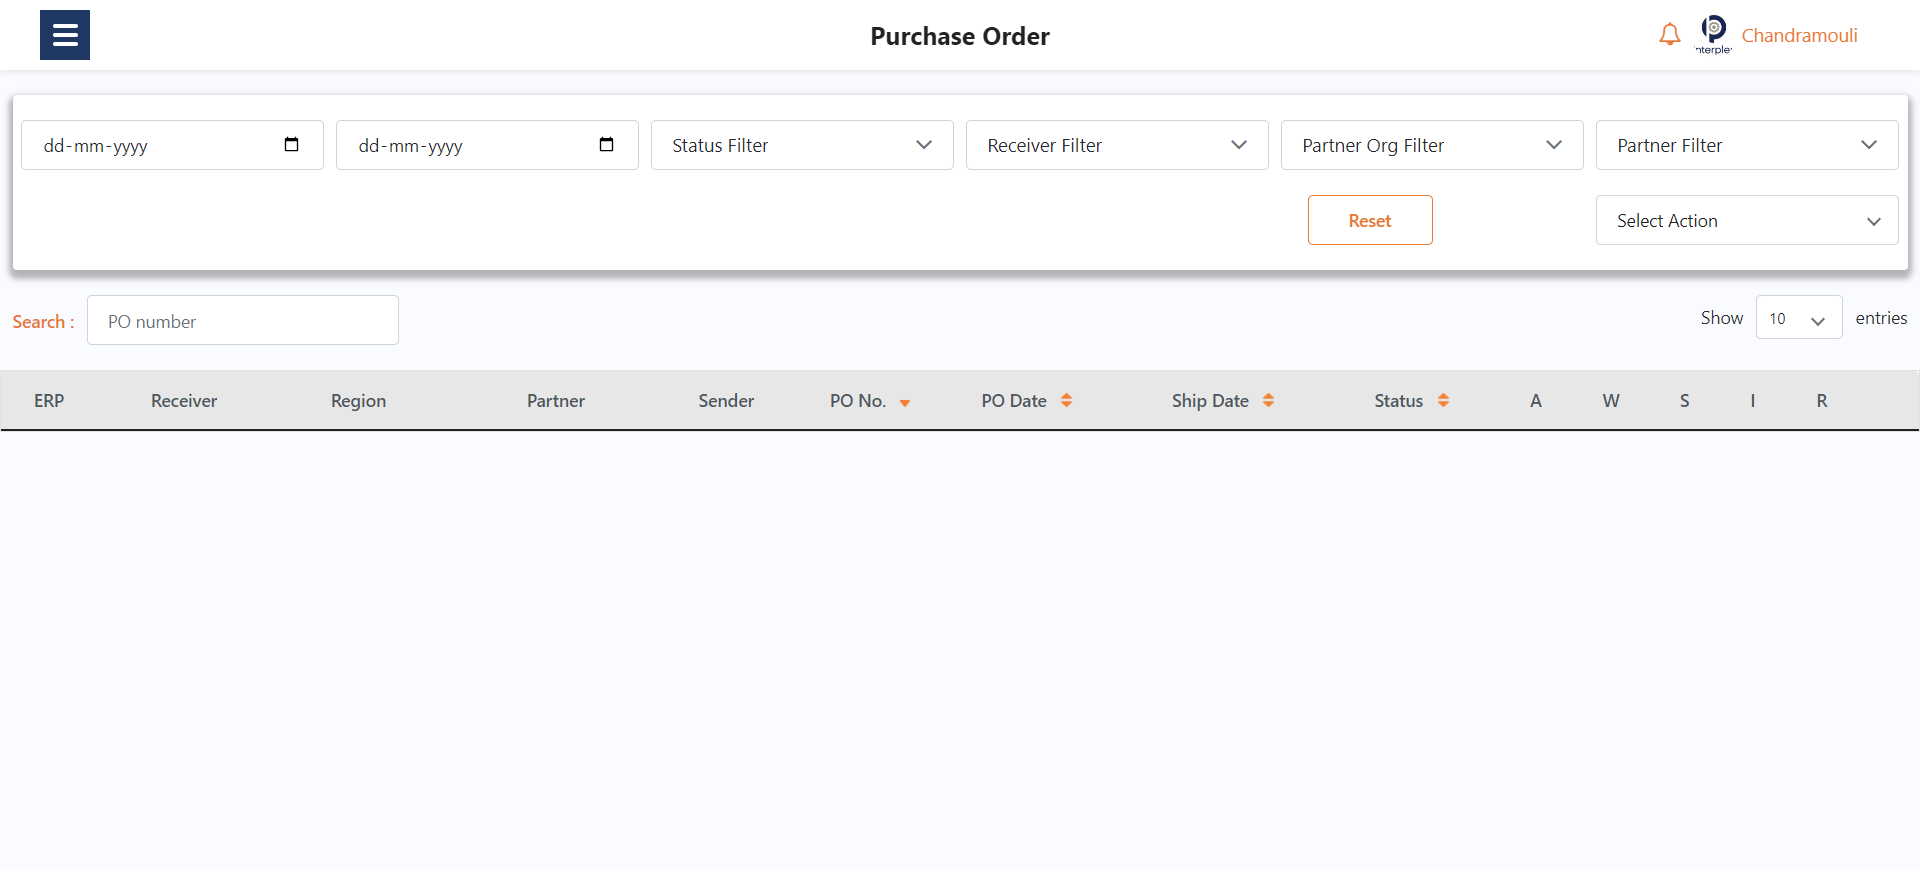 Purchase Order
Chandramouli
dd-mm-yyyy dd-mm-yyyy Status Filter Receiver Filter Partner Org Filter Partner Filter
Reset Select Action
Search : PO number Show 10 entries
ERP Receiver Region Partner Sender PO No. PO Date Ship Date Status A W S I R